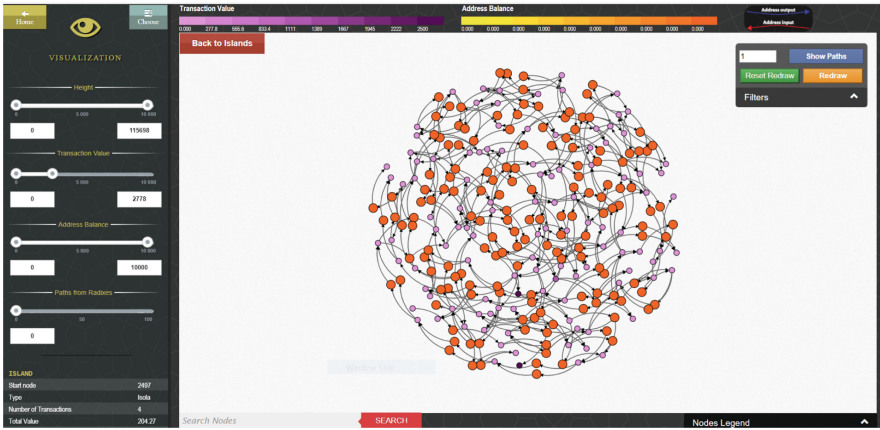 Home
Choose
VISUALIZATION
Height
0 5 000 10 000
0 115698
Transaction Value
0 5 000 10 000
0 2778
Address Balance
0 5 000 10 000
0 10000
Paths from Radixes
0 50 100
0
ISLAND
Start node 2497
Type Isola
Number of Transactions 4
Total Value 204.27
Transaction Value
0.000 277.8 555.6 833.4 1111 1389 1667 1945 2222 2500
Address Balance
0.000 0.000 0.000 0.000 0.000 0.000 0.000 0.000 0.000 0.000
Address output
Address input
Back to Islands
1 Show Paths
Reset Redraw Redraw
Filters
Search Nodes SEARCH
Nodes Legend